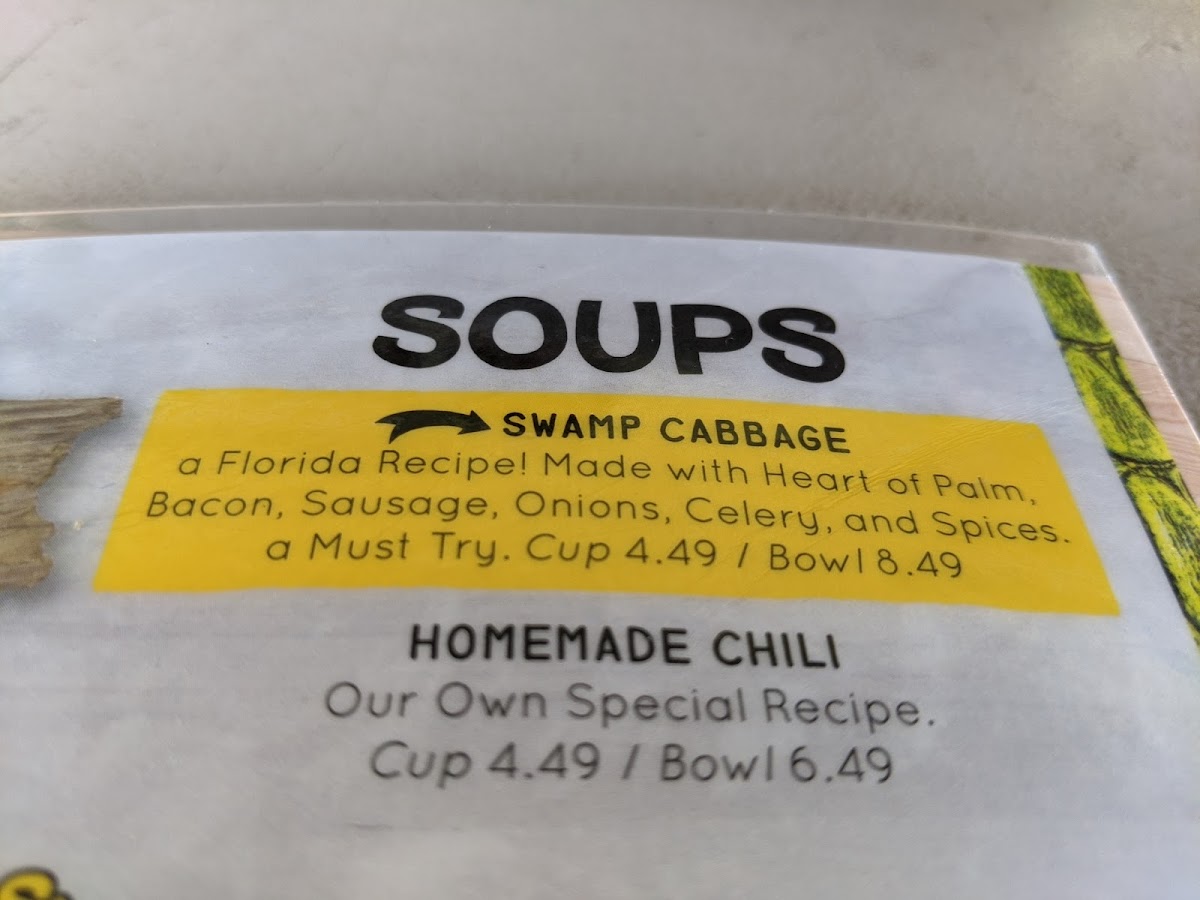 SOUPS
SWAMP CABBAGE
a Florida Recipe! Made with Heart of Palm,
Bacon, Sausage, Onions, Celery, and Spices.
a Must Try. Cup 4.49 / Bowl 8.49
HOMEMADE CHILI
Our Own Special Recipe.
Cup 4.49 / Bowl 6.49